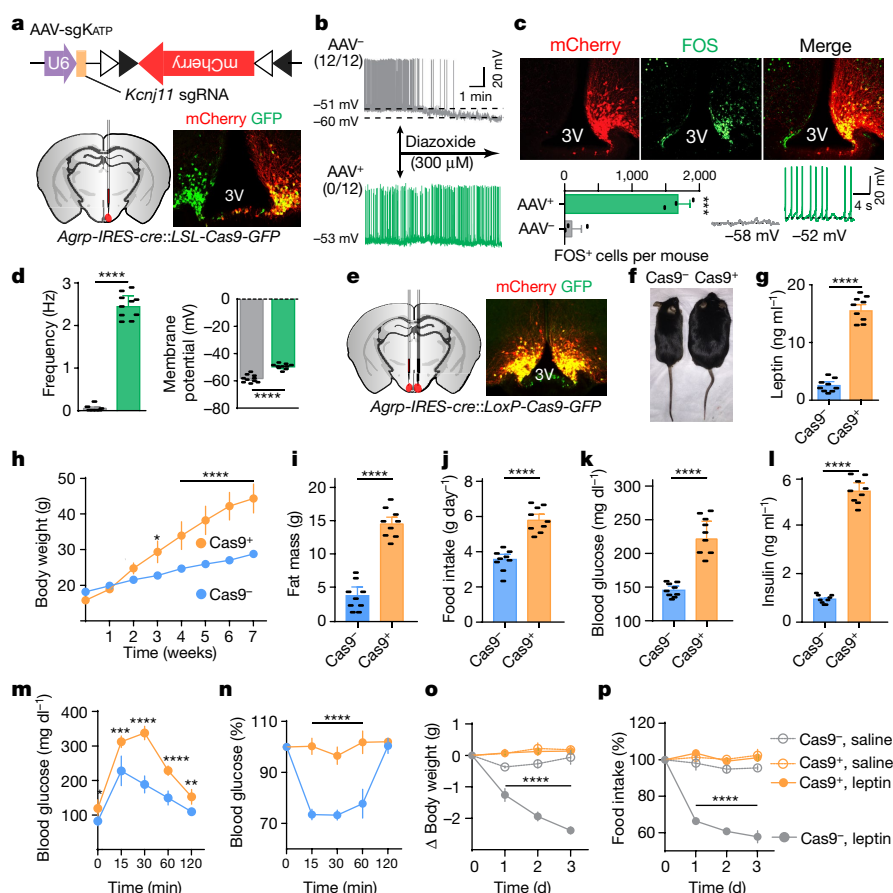 a
AAV-sgKATP
U6
mCherry
Kcnj11 sgRNA
mCherry GFP
3V
Agrp-IRES-cre::LSL-Cas9-GFP
b
AAV−
(12/12)
20 mV
1 min
−51 mV
−60 mV
Diazoxide
(300 μM)
AAV+
(0/12)
−53 mV
c
mCherry
FOS
Merge
3V
3V
3V
0
1,000
2,000
AAV+
***
AAV−
FOS+ cells per mouse
−58 mV
−52 mV
4 s
20 mV
d
Frequency (Hz)
3
2
1
0
****
Membrane
potential (mV)
0
−20
−40
−60
−80
****
e
mCherry GFP
3V
Agrp-IRES-cre::LoxP-Cas9-GFP
f
Cas9− Cas9+
g
Leptin (ng ml−1)
20
15
10
5
0
****
Cas9−
Cas9+
h
Body weight (g)
50
40
30
20
*
****
Cas9+
Cas9−
1 2 3 4 5 6 7
Time (weeks)
i
Fat mass (g)
20
15
10
5
0
****
Cas9−
Cas9+
j
Food intake (g day−1)
8
6
4
2
0
****
Cas9−
Cas9+
k
Blood glucose (mg dl−1)
300
250
200
150
100
****
Cas9−
Cas9+
l
Insulin (ng ml−1)
6
4
2
0
****
Cas9−
Cas9+
m
Blood glucose (mg dl−1)
400
300
200
100
*
***
****
****
**
0 15 30 60 120
Time (min)
n
Blood glucose (%)
100
70
****
0 15 30 60 120
Time (min)
o
Δ Body weight (g)
1
0
−1
−2
****
0 1 2 3
Time (d)
p
Food intake (%)
120
100
80
60
****
0 1 2 3
Time (d)
Cas9−, saline
Cas9+, saline
Cas9+, leptin
Cas9−, leptin